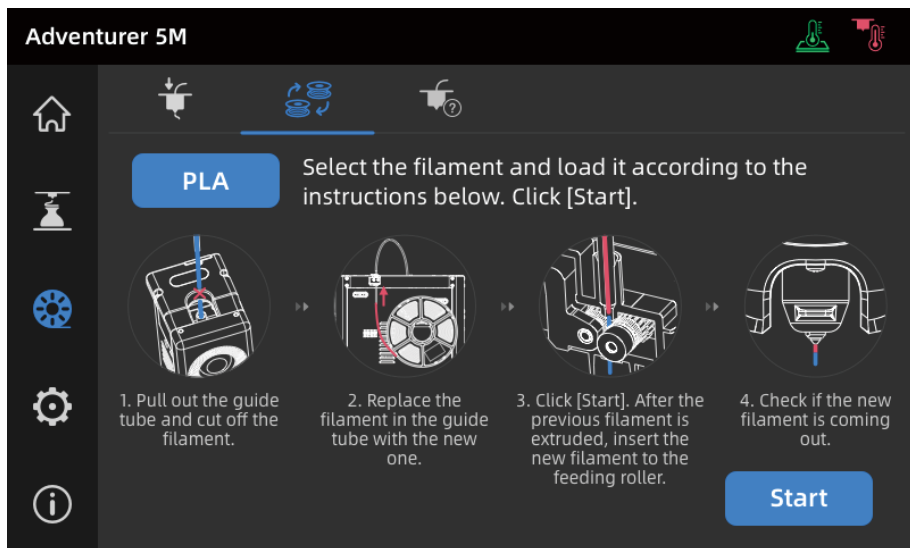 Adventurer 5M
PLA
Select the filament and load it according to the
instructions below. Click [Start].
1. Pull out the guide
tube and cut off the
filament.
2. Replace the
filament in the guide
tube with the new
one.
3. Click [Start]. After the
previous filament is
extruded, insert the
new filament to the
feeding roller.
4. Check if the new
filament is coming
out.
Start